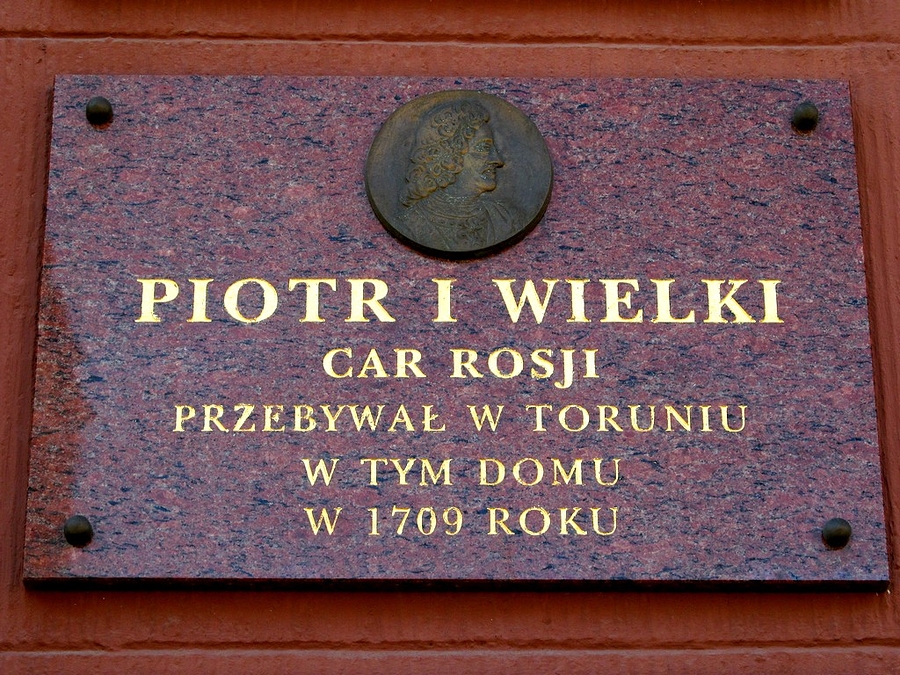 PIOTR I WIELKI
CAR ROSJI
PRZEBYWAŁ W TORUNIU
W TYM DOMU
W 1709 ROKU